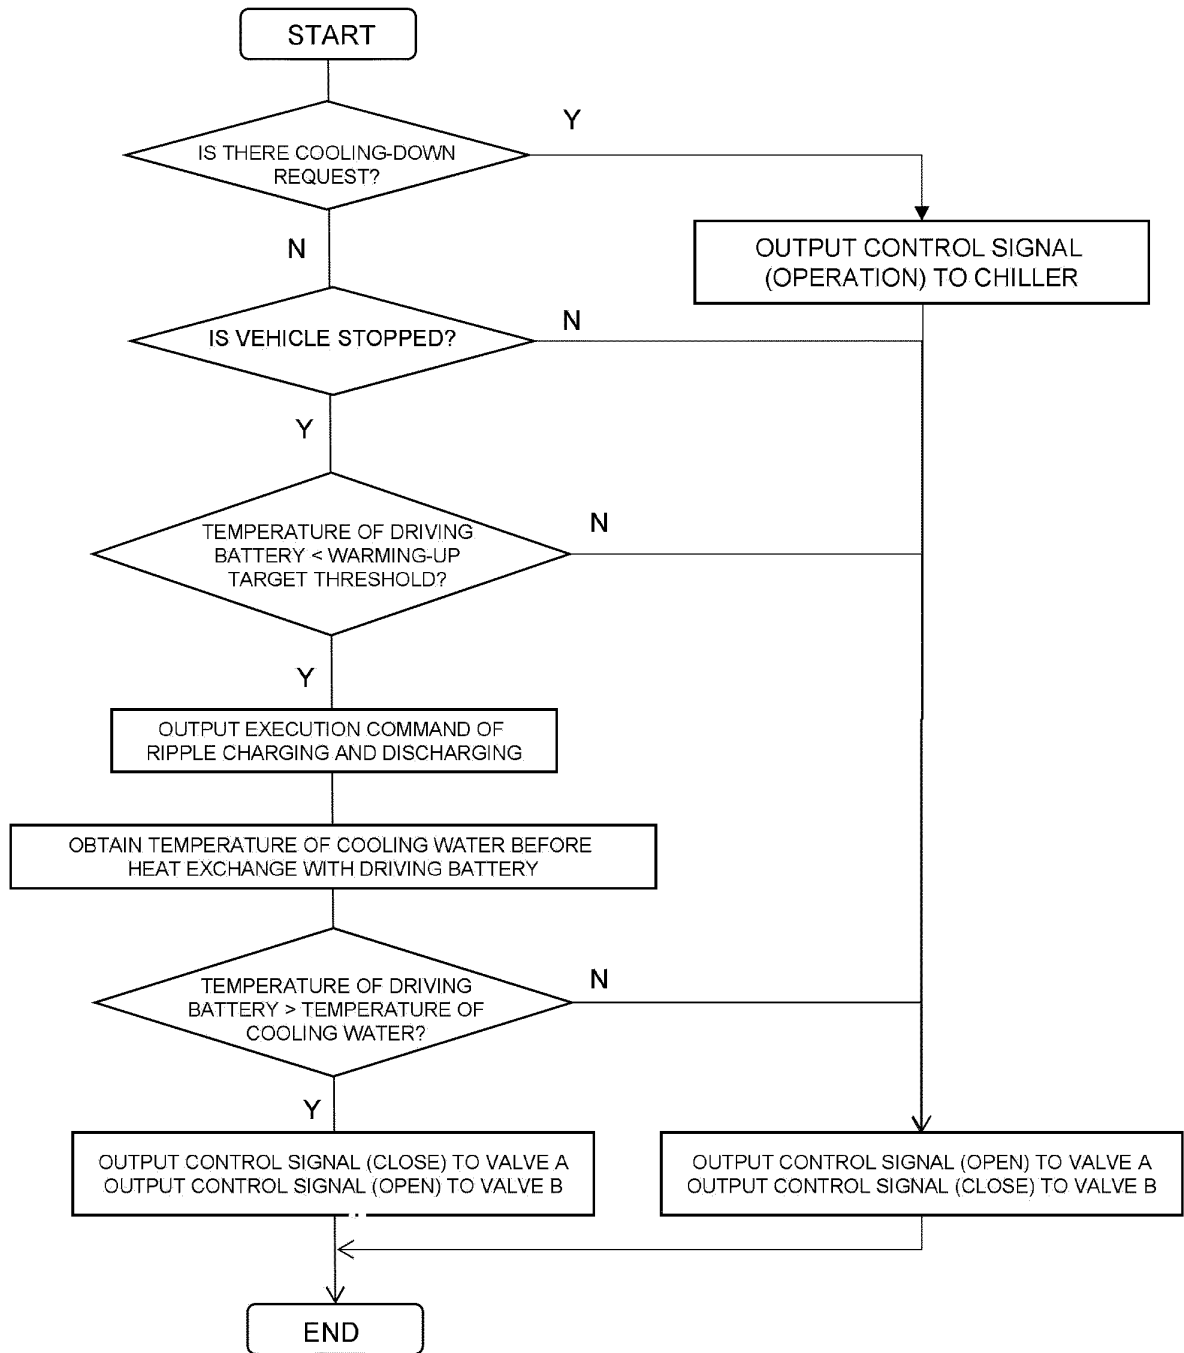 START
IS THERE COOLING-DOWN
REQUEST?
Y
N
OUTPUT CONTROL SIGNAL
(OPERATION) TO CHILLER
IS VEHICLE STOPPED?
N
Y
TEMPERATURE OF DRIVING
BATTERY < WARMING-UP
TARGET THRESHOLD?
N
Y
OUTPUT EXECUTION COMMAND OF
RIPPLE CHARGING AND DISCHARGING
OBTAIN TEMPERATURE OF COOLING WATER BEFORE
HEAT EXCHANGE WITH DRIVING BATTERY
TEMPERATURE OF DRIVING
BATTERY > TEMPERATURE OF
COOLING WATER?
N
Y
OUTPUT CONTROL SIGNAL (CLOSE) TO VALVE A
OUTPUT CONTROL SIGNAL (OPEN) TO VALVE B
OUTPUT CONTROL SIGNAL (OPEN) TO VALVE A
OUTPUT CONTROL SIGNAL (CLOSE) TO VALVE B
END